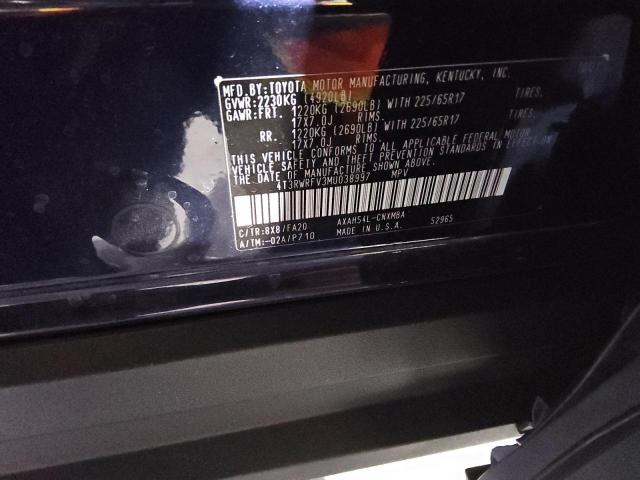 MFD.BY:TOYOTA MOTOR MANUFACTURING, KENTUCKY, INC.
GVWR:2230KG (4920LB)
GAWR:FRT. 1220KG (2690LB) WITH 225/65R17 TIRES,
17X7.0J RIMS.
RR. 1220KG (2690LB) WITH 225/65R17 TIRES,
17X7.0J RIMS.
THIS VEHICLE CONFORMS TO ALL APPLICABLE FEDERAL MOTOR
VEHICLE SAFETY AND THEFT PREVENTION STANDARDS IN EFFECT
ON THE DATE OF MANUFACTURE SHOWN ABOVE.
4T3RWRFV3MU038997 MPV
C/TR:8X8/FA20 AXAH54L-CNXMBA 52965
A/TM:-02A/P710 MADE IN U.S.A.